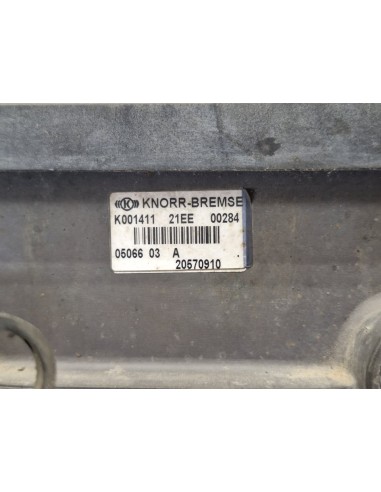 ((K)) KNORR-BREMSE
K001411 21EE 00284
05066 03 A
20570910